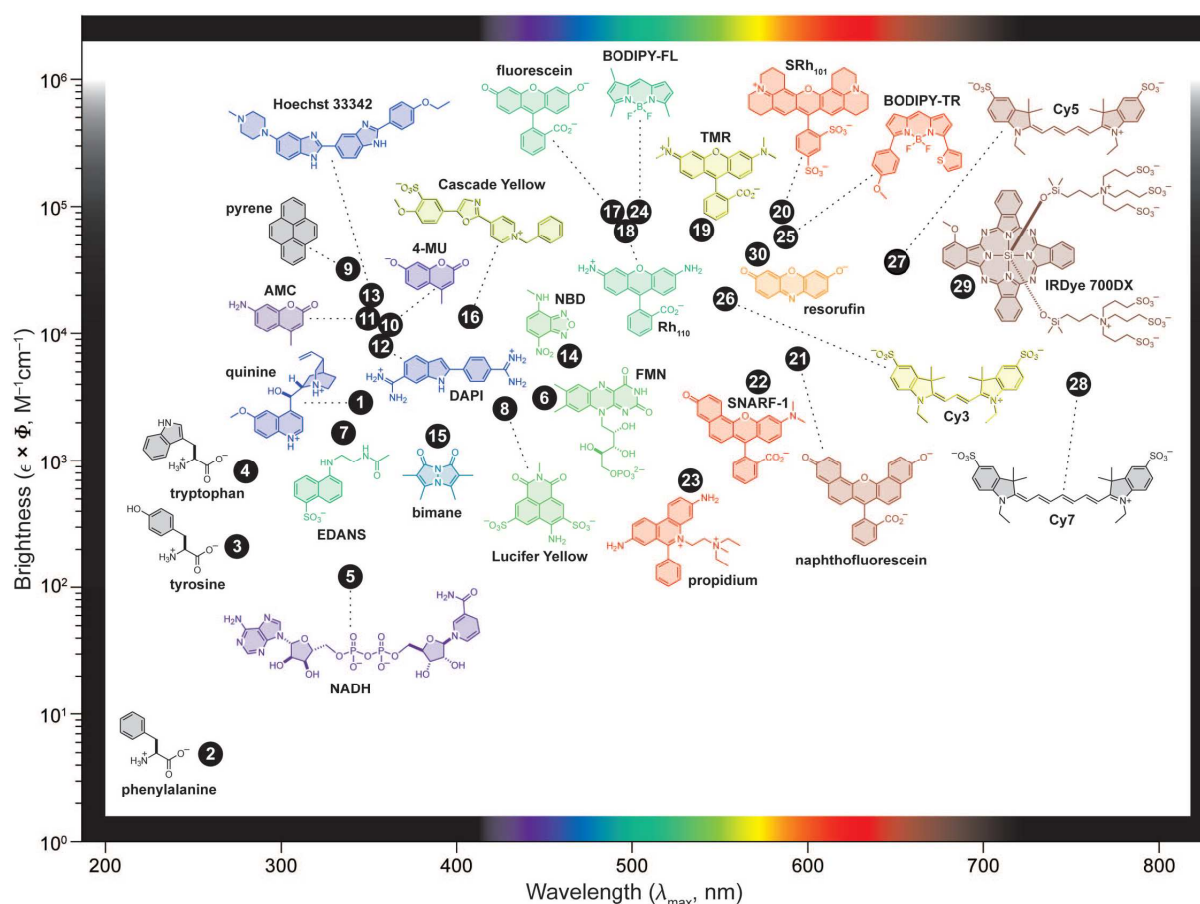 BODIPY-FL
fluorescein
SRh101
BODIPY-TR
Cy5
Hoechst 33342
TMR
Cascade Yellow
pyrene
4-MU
AMC
NBD
Rh110
resorufin
IRDye 700DX
quinine
DAPI
FMN
SNARF-1
Cy3
tryptophan
EDANS
bimane
Lucifer Yellow
propidium
naphthofluorescein
Cy7
tyrosine
NADH
phenylalanine
17
24
18
19
20
25
30
27
29
9
13
11
10
12
16
26
14
21
22
28
1
8
6
7
15
4
23
3
5
2
Brightness (ϵ × Φ, M⁻¹cm⁻¹)
10⁶
10⁵
10⁴
10³
10²
10¹
10⁰
200 300 400 500 600 700 800
Wavelength (λmax, nm)